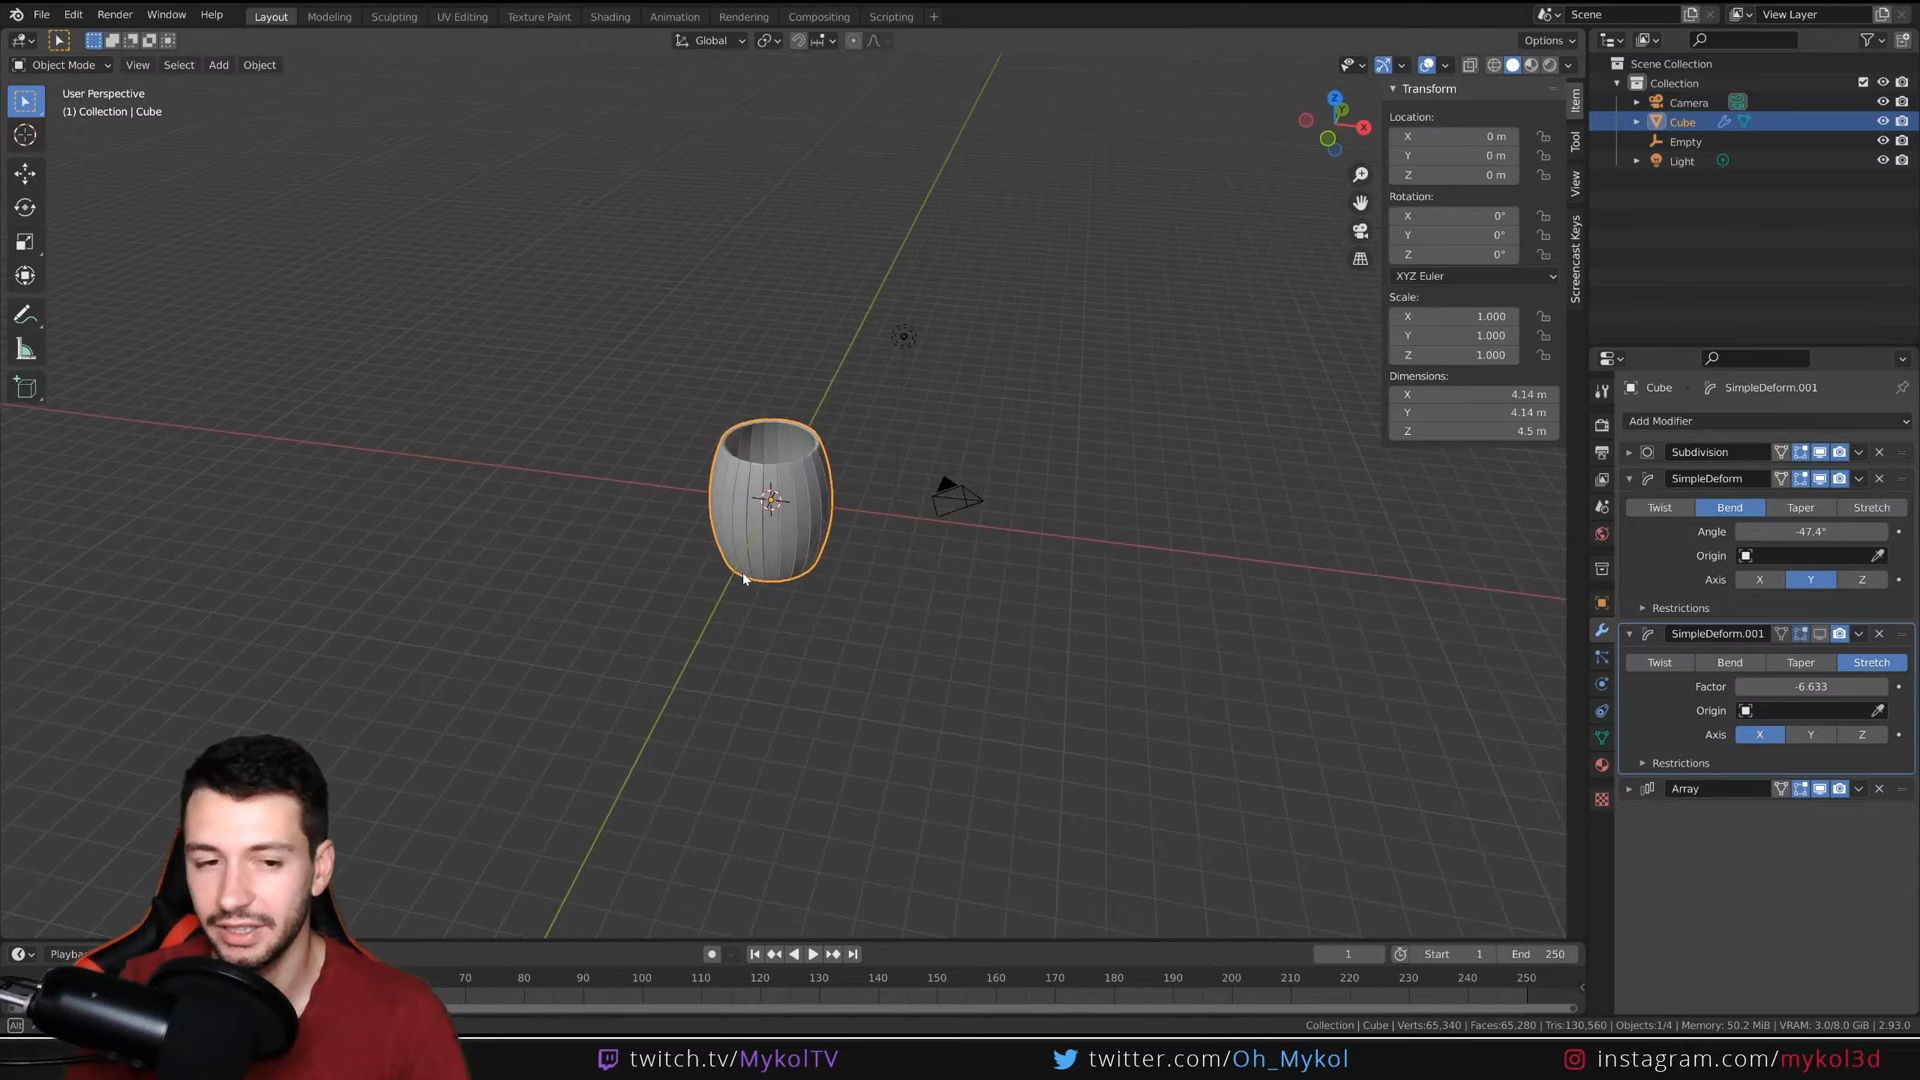 File Edit Render Window Help
Layout Modeling Sculpting UV Editing Texture Paint Shading Animation Rendering Compositing Scripting +
Scene
View Layer
Global
Options
Object Mode View Select Add Object
User Perspective
(1) Collection | Cube
Z
Y
X
Transform
Location:
X 0 m
Y 0 m
Z 0 m
Rotation:
X 0°
Y 0°
Z 0°
XYZ Euler
Scale:
X 1.000
Y 1.000
Z 1.000
Dimensions:
X 4.14 m
Y 4.14 m
Z 4.5 m
Item
Tool
View
Screencast Keys
Scene Collection
Collection
Camera
Cube
Empty
Light
Cube SimpleDeform.001
Add Modifier
Subdivision
SimpleDeform
Twist Bend Taper Stretch
Angle -47.4°
Origin
Axis X Y Z
Restrictions
SimpleDeform.001
Twist Bend Taper Stretch
Factor -6.633
Origin
Axis X Y Z
Restrictions
Array
1 Start 1 End 250
70 80 90 100 110 120 130 140 150 160 170 180 190 200 210 220 230 240 250
Collection | Cube | Verts:65,340 | Faces:65,280 | Tris:130,560 | Objects:1/4 | Memory: 50.2 MiB | VRAM: 3.0/8.0 GiB | 2.93.0
twitch.tv/MykolTV
twitter.com/Oh_Mykol
instagram.com/mykol3d